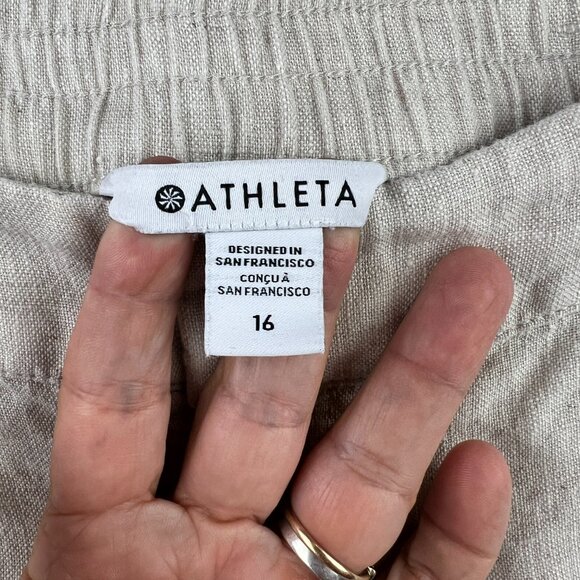 ATHLETA
DESIGNED IN
SAN FRANCISCO
CONÇU À
SAN FRANCISCO
16